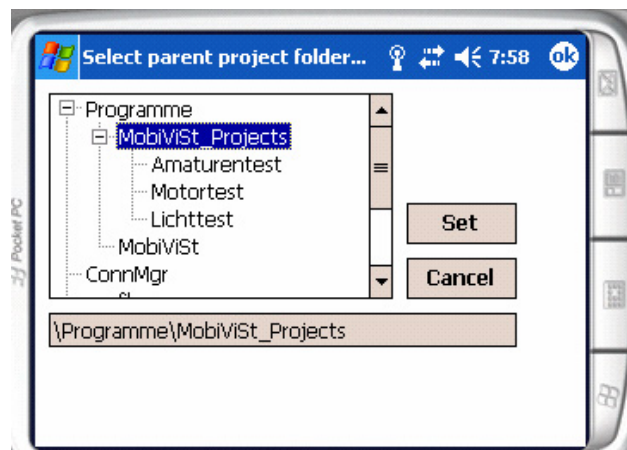 Select parent project folder... 7:58 ok
Programme
MobiViSt_Projects
Amaturentest
Motortest
Lichttest
MobiViSt
ConnMgr
Set
Cancel
\Programme\MobiViSt_Projects
Pocket PC